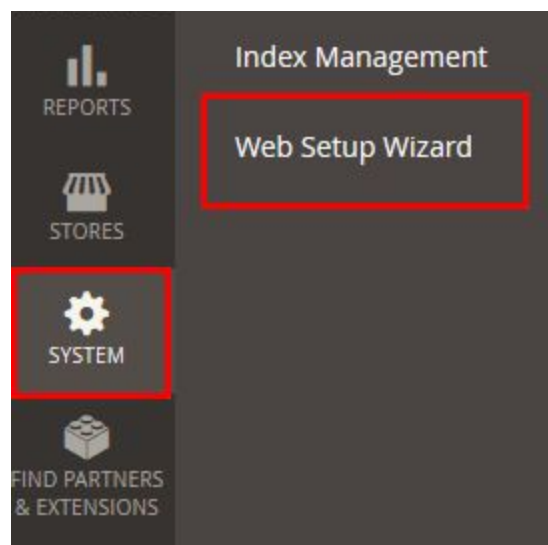 REPORTS
STORES
SYSTEM
FIND PARTNERS
& EXTENSIONS
Index Management
Web Setup Wizard